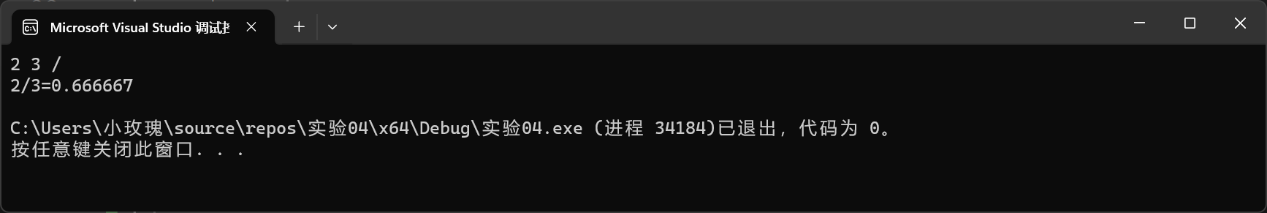 Microsoft Visual Studio 调试
2 3 /
2/3=0.666667
C:\Users\小玫瑰\source\repos\实验04\x64\Debug\实验04.exe (进程 34184)已退出，代码为 0。
按任意键关闭此窗口. . .